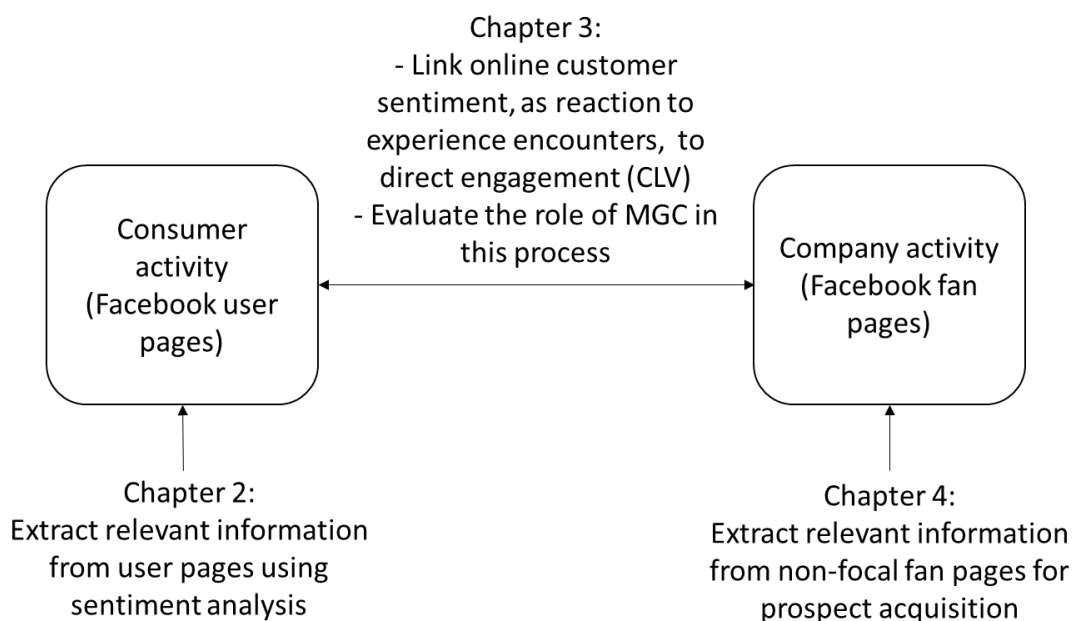 Chapter 3:
- Link online customer
sentiment, as reaction to
experience encounters, to
direct engagement (CLV)
- Evaluate the role of MGC in
this process
Consumer
activity
(Facebook user
pages)
Company activity
(Facebook fan
pages)
Chapter 2:
Extract relevant information
from user pages using
sentiment analysis
Chapter 4:
Extract relevant information
from non-focal fan pages for
prospect acquisition